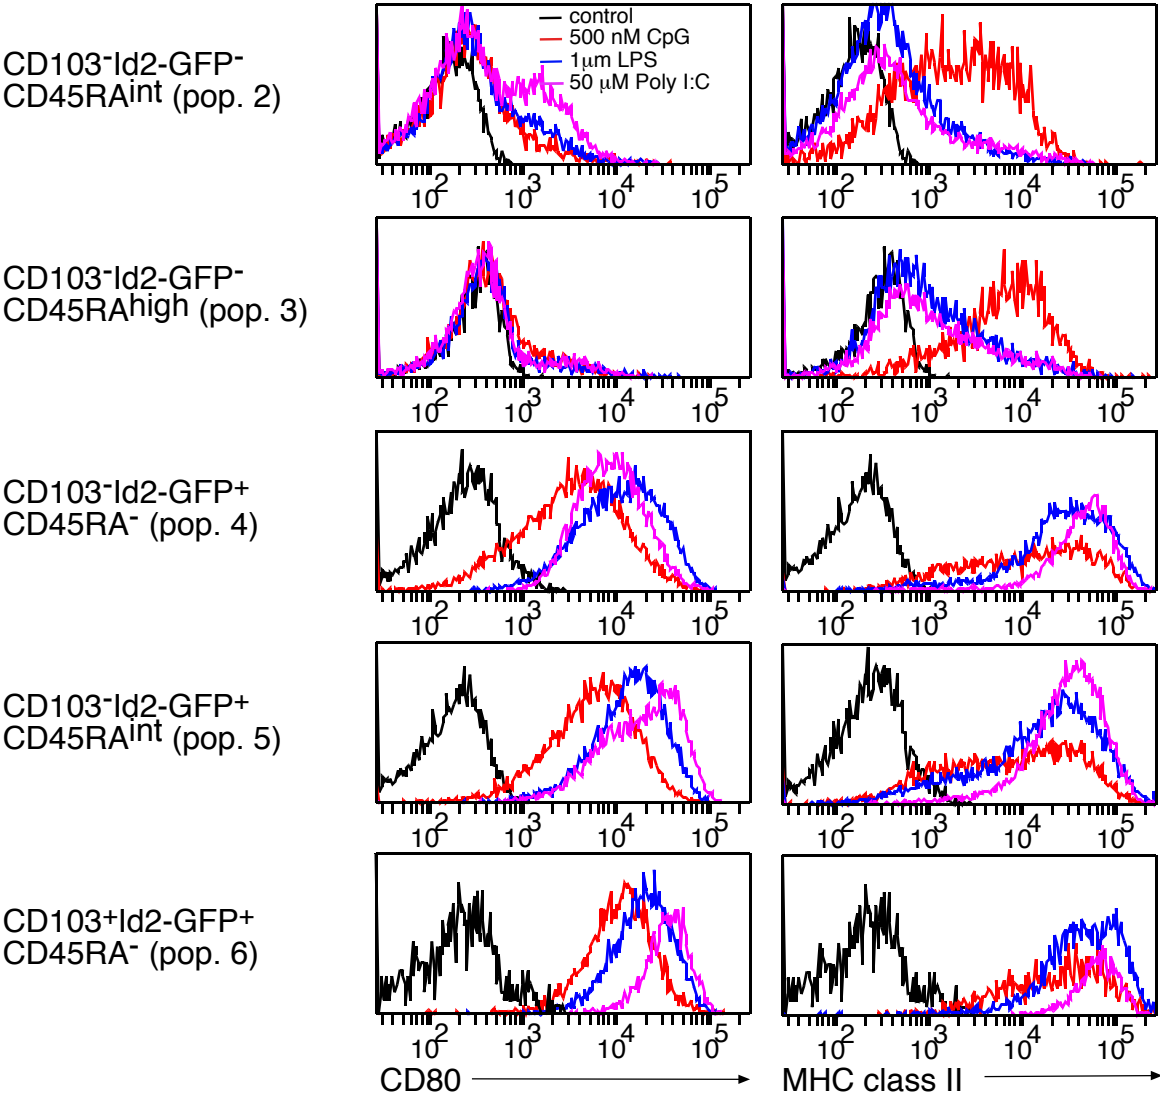 control
500 nM CpG
1µm LPS
50 µM Poly I:C
CD103⁻Id2-GFP⁻
CD45RAint (pop. 2)
10² 10³ 10⁴ 10⁵ 10² 10³ 10⁴ 10⁵
CD103⁻Id2-GFP⁻
CD45RAhigh (pop. 3)
10² 10³ 10⁴ 10⁵ 10² 10³ 10⁴ 10⁵
CD103⁻Id2-GFP⁺
CD45RA⁻ (pop. 4)
10² 10³ 10⁴ 10⁵ 10² 10³ 10⁴ 10⁵
CD103⁻Id2-GFP⁺
CD45RAint (pop. 5)
10² 10³ 10⁴ 10⁵ 10² 10³ 10⁴ 10⁵
CD103⁺Id2-GFP⁺
CD45RA⁻ (pop. 6)
10² 10³ 10⁴ 10⁵ 10² 10³ 10⁴ 10⁵
CD80 MHC class II